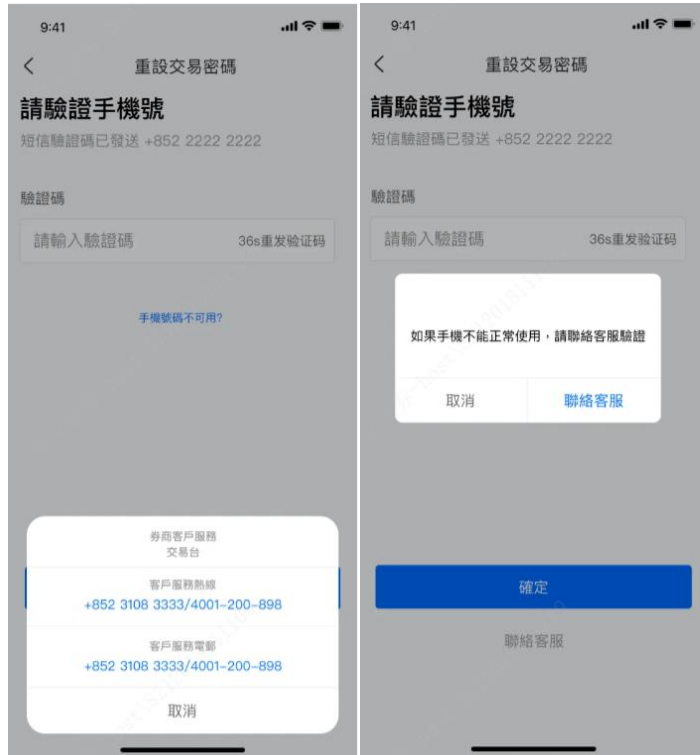 9:41
重設交易密碼
請驗證手機號
短信驗證碼已發送 +852 2222 2222
驗證碼
請輸入驗證碼
36s重发验证码
手機號碼不可用?
券商客戶服務
交易台
客戶服務熱線
+852 3108 3333/4001-200-898
客戶服務電郵
+852 3108 3333/4001-200-898
取消
9:41
重設交易密碼
請驗證手機號
短信驗證碼已發送 +852 2222 2222
驗證碼
請輸入驗證碼
36s重发验证码
如果手機不能正常使用，請聯絡客服驗證
取消
聯絡客服
確定
聯絡客服